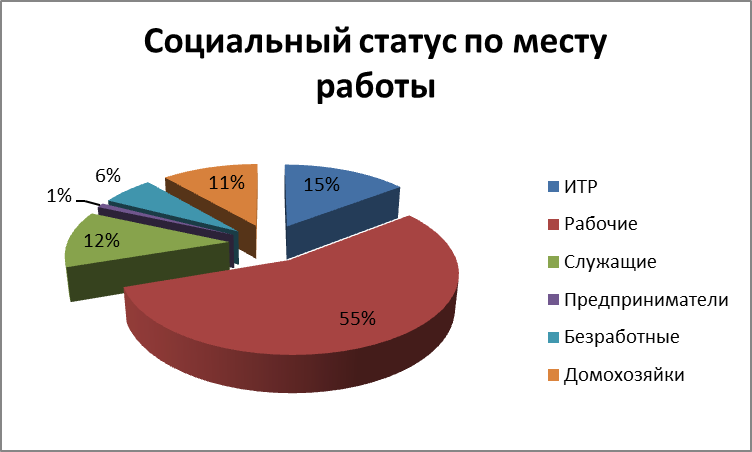 Социальный статус по месту
работы
6%
11%
15%
1%
12%
55%
ИТР
Рабочие
Служащие
Предприниматели
Безработные
Домохозяйки